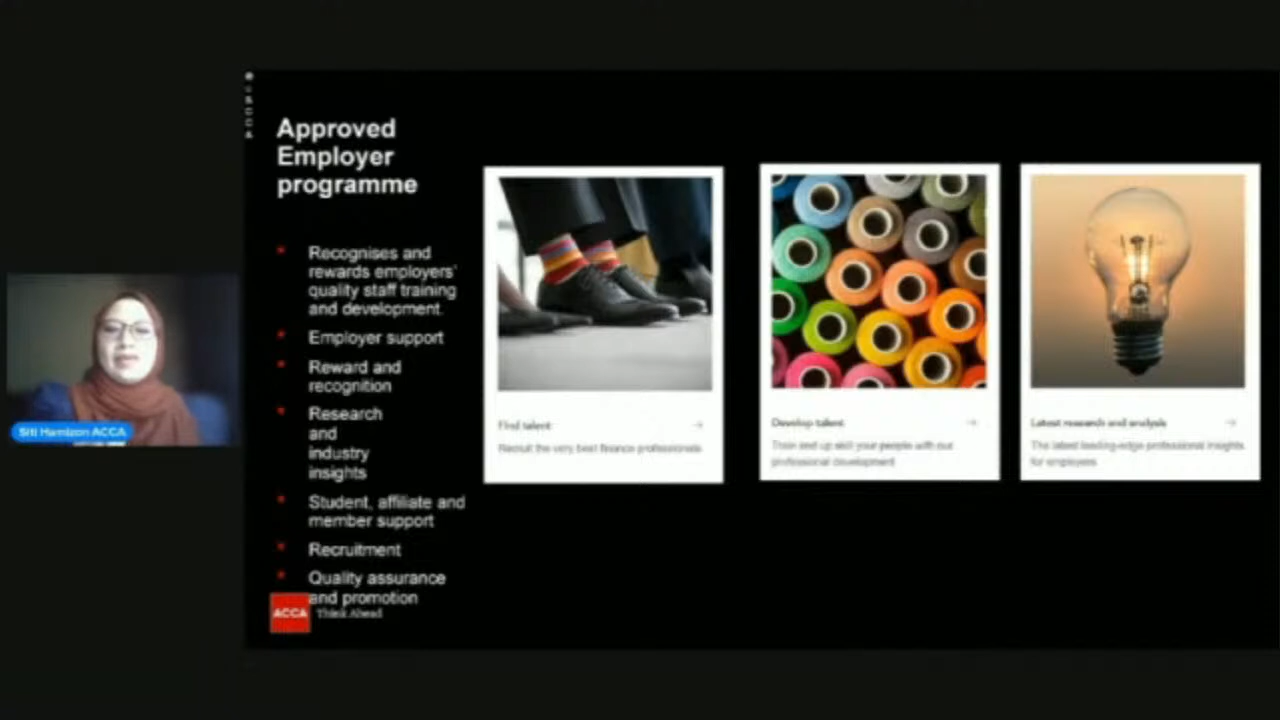 Approved
Employer
programme
Recognises and
rewards employers'
quality staff training
and development.
Employer support
Reward and
recognition
Research
and
industry
insights
Student, affiliate and
member support
Recruitment
Quality assurance
and promotion
ACCA Think Ahead
Find talent
Recruit the very best finance professionals
Develop talent
Train and up skill your people with our
professional development
Latest research and analysis
The latest leading-edge professional insights
for employers
Siti Hamizon ACCA